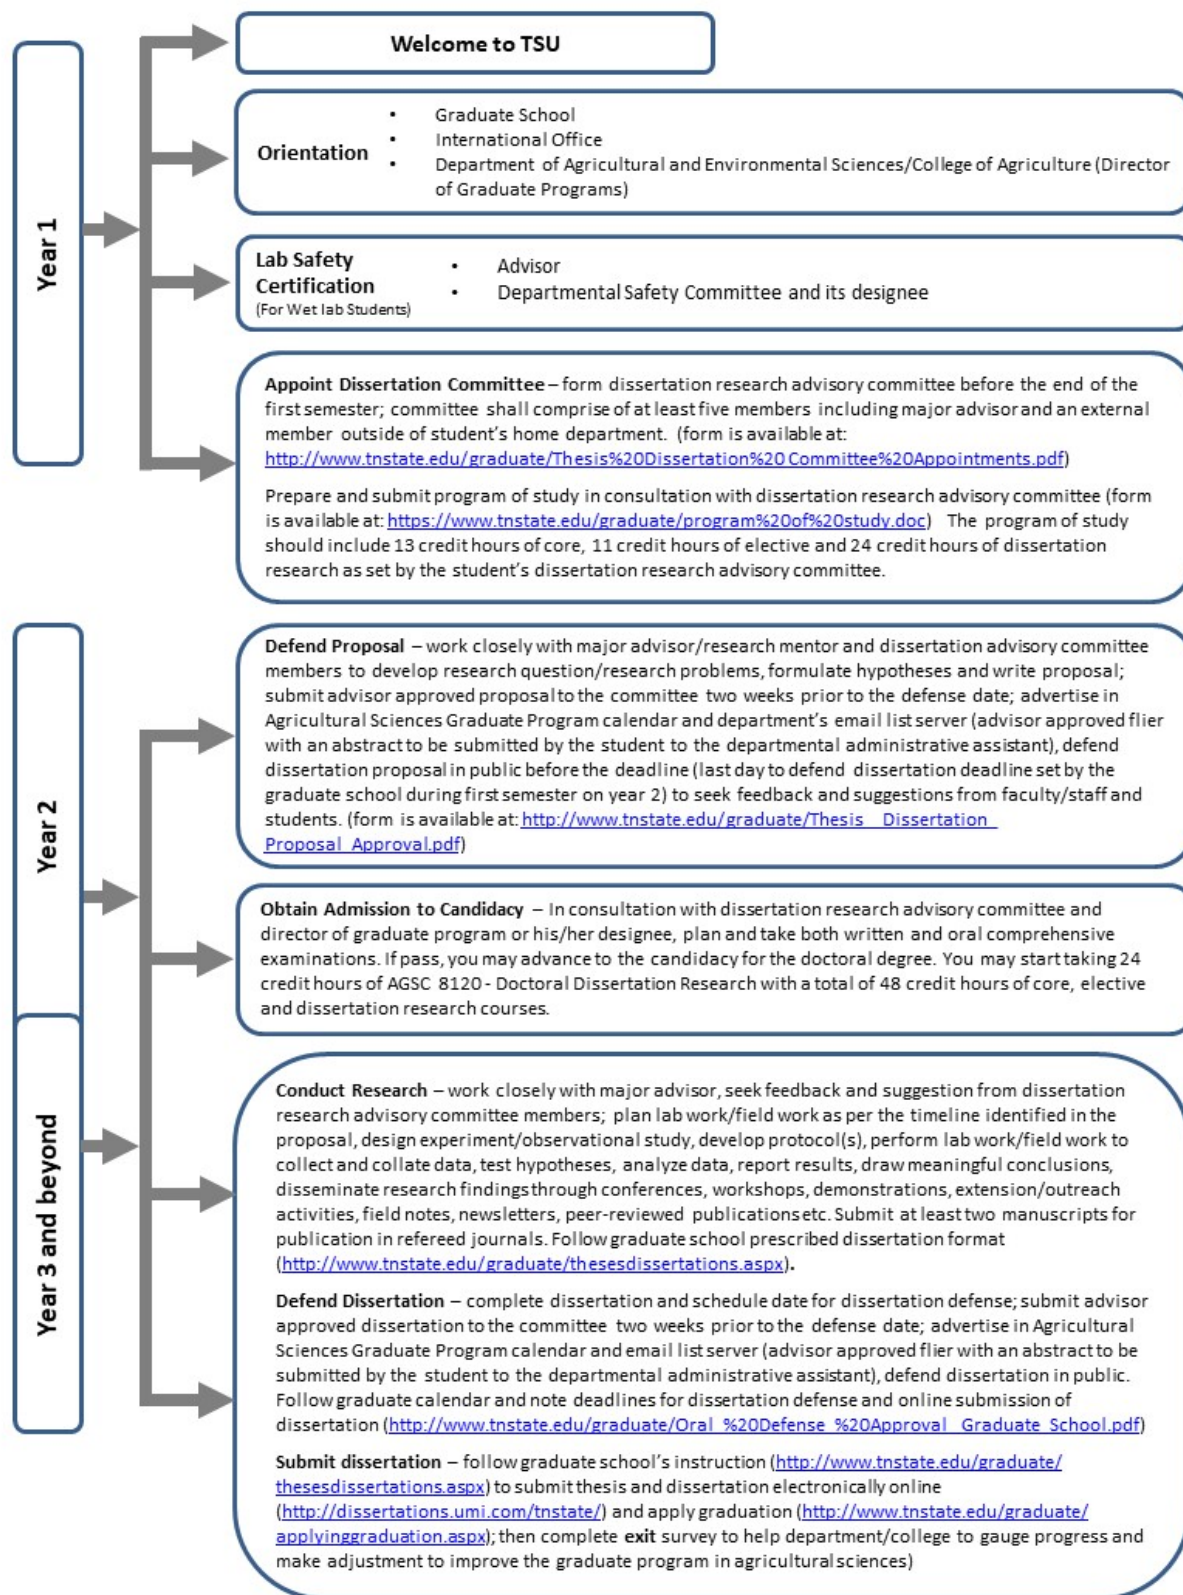 Welcome to TSU
Year 1
Orientation
• Graduate School
• International Office
• Department of Agricultural and Environmental Sciences/College of Agriculture (Director
of Graduate Programs)
Lab Safety
Certification
(For Wet lab Students)
• Advisor
• Departmental Safety Committee and its designee
Appoint Dissertation Committee – form dissertation research advisory committee before the end of the
first semester; committee shall comprise of at least five members including major advisor and an external
member outside of student's home department. (form is available at:
http://www.tnstate.edu/graduate/Thesis%20Dissertation%20 Committee%20Appointments.pdf)
Prepare and submit program of study in consultation with dissertation research advisory committee (form
is available at: https://www.tnstate.edu/graduate/program%20of%20study.doc) The program of study
should include 13 credit hours of core, 11 credit hours of elective and 24 credit hours of dissertation
research as set by the student's dissertation research advisory committee.
Year 2
Defend Proposal – work closely with major advisor/research mentor and dissertation advisory committee
members to develop research question/research problems, formulate hypotheses and write proposal;
submit advisor approved proposal to the committee two weeks prior to the defense date; advertise in
Agricultural Sciences Graduate Program calendar and department's email list server (advisor approved flier
with an abstract to be submitted by the student to the departmental administrative assistant), defend
dissertation proposal in public before the deadline (last day to defend dissertation deadline set by the
graduate school during first semester on year 2) to seek feedback and suggestions from faculty/staff and
students. (form is available at: http://www.tnstate.edu/graduate/Thesis_ Dissertation_
Proposal_Approval.pdf)
Obtain Admission to Candidacy – In consultation with dissertation research advisory committee and
director of graduate program or his/her designee, plan and take both written and oral comprehensive
examinations. If pass, you may advance to the candidacy for the doctoral degree. You may start taking 24
credit hours of AGSC 8120 - Doctoral Dissertation Research with a total of 48 credit hours of core, elective
and dissertation research courses.
Year 3 and beyond
Conduct Research – work closely with major advisor, seek feedback and suggestion from dissertation
research advisory committee members; plan lab work/field work as per the timeline identified in the
proposal, design experiment/observational study, develop protocol(s), perform lab work/field work to
collect and collate data, test hypotheses, analyze data, report results, draw meaningful conclusions,
disseminate research findings through conferences, workshops, demonstrations, extension/outreach
activities, field notes, newsletters, peer-reviewed publications etc. Submit at least two manuscripts for
publication in refereed journals. Follow graduate school prescribed dissertation format
(http://www.tnstate.edu/graduate/thesesdissertations.aspx).
Defend Dissertation – complete dissertation and schedule date for dissertation defense; submit advisor
approved dissertation to the committee two weeks prior to the defense date; advertise in Agricultural
Sciences Graduate Program calendar and email list server (advisor approved flier with an abstract to be
submitted by the student to the departmental administrative assistant), defend dissertation in public.
Follow graduate calendar and note deadlines for dissertation defense and online submission of
dissertation (http://www.tnstate.edu/graduate/Oral_%20Defense_%20Approval_ Graduate_School.pdf)
Submit dissertation – follow graduate school's instruction (http://www.tnstate.edu/graduate/
thesesdissertations.aspx) to submit thesis and dissertation electronically online
(http://dissertations.umi.com/tnstate/) and apply graduation (http://www.tnstate.edu/graduate/
applyinggraduation.aspx); then complete exit survey to help department/college to gauge progress and
make adjustment to improve the graduate program in agricultural sciences)